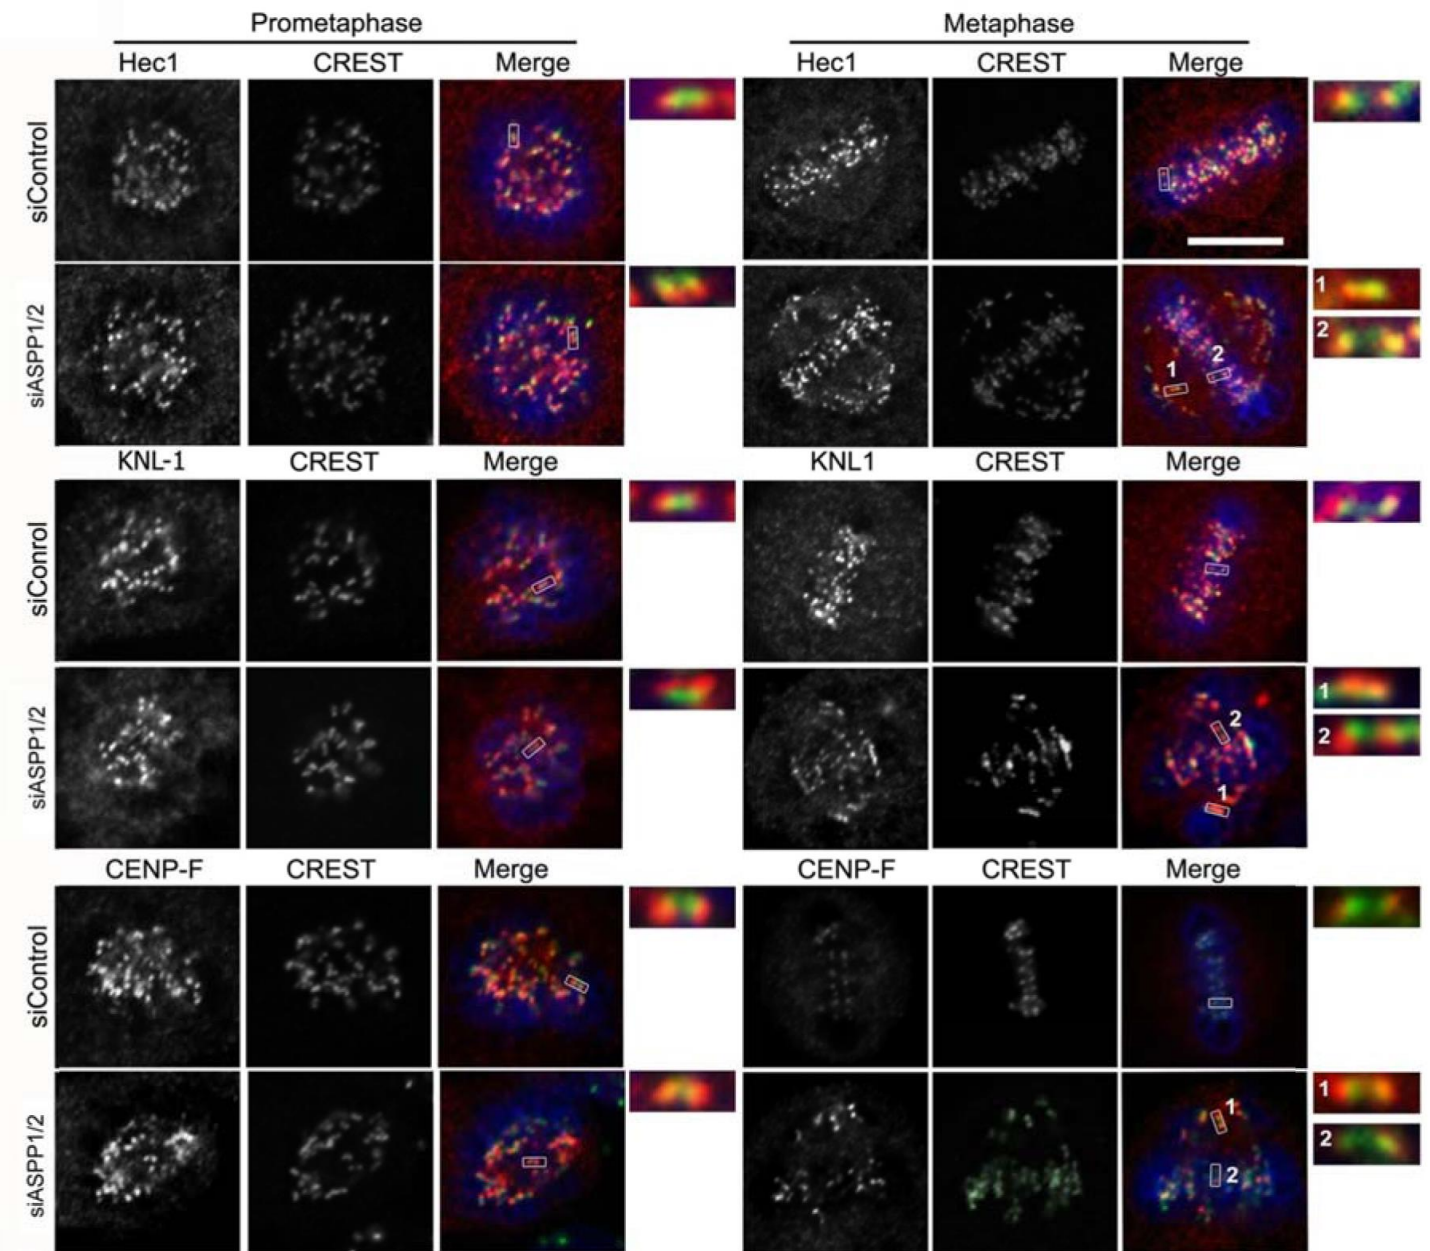 Prometaphase Metaphase
Hec1 CREST Merge Hec1 CREST Merge
siControl
siASPP1/2
1
2
1 2
KNL-1 CREST Merge KNL1 CREST Merge
siConrol
siASPP1/2
1
2
2
1
CENP-F CREST Merge CENP-F CREST Merge
siControl
siASPP1/2
1
2
1
2